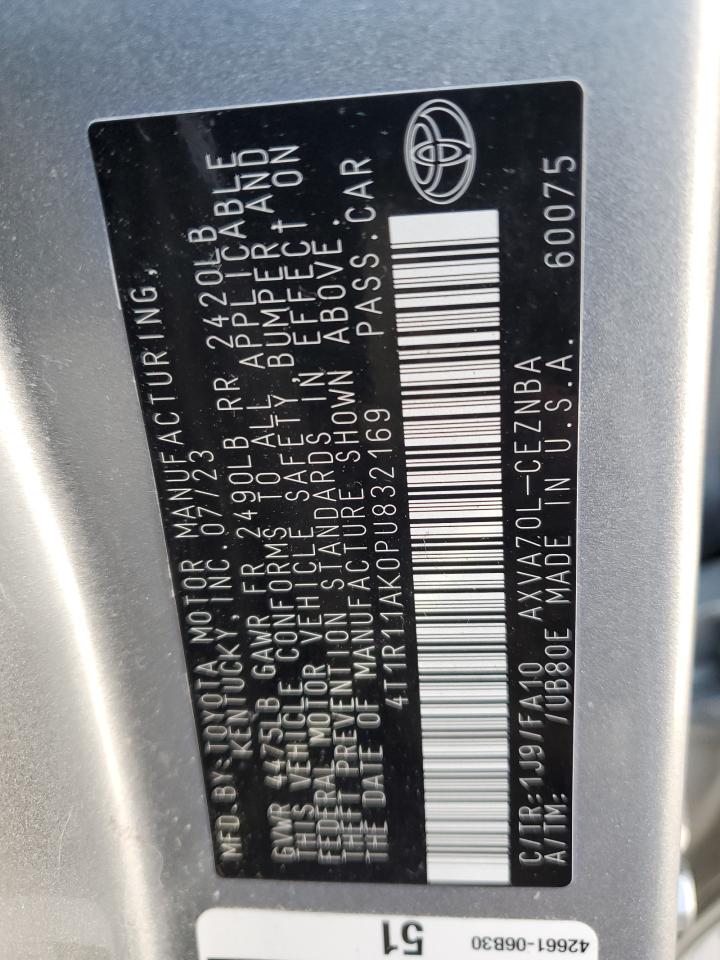 MFD.BY:TOYOTA MOTOR MANUFACTURING,
KENTUCKY, INC. 07/23
GVWR 4475LB GAWR FR 2490LB RR 2420LB
THIS VEHICLE CONFORMS TO ALL APPLICABLE
FEDERAL MOTOR VEHICLE SAFETY BUMPER AND
THEFT PREVENTION STANDARDS IN EFFECT ON
THE DATE OF MANUFACTURE SHOWN ABOVE.
4T1R11AK0PU832169 PASS.CAR
C/TR:1J9/FA10 AXVA70L-CEZNBA 60075
A/TM: /UB80E MADE IN U.S.A.
51
42661-06B30